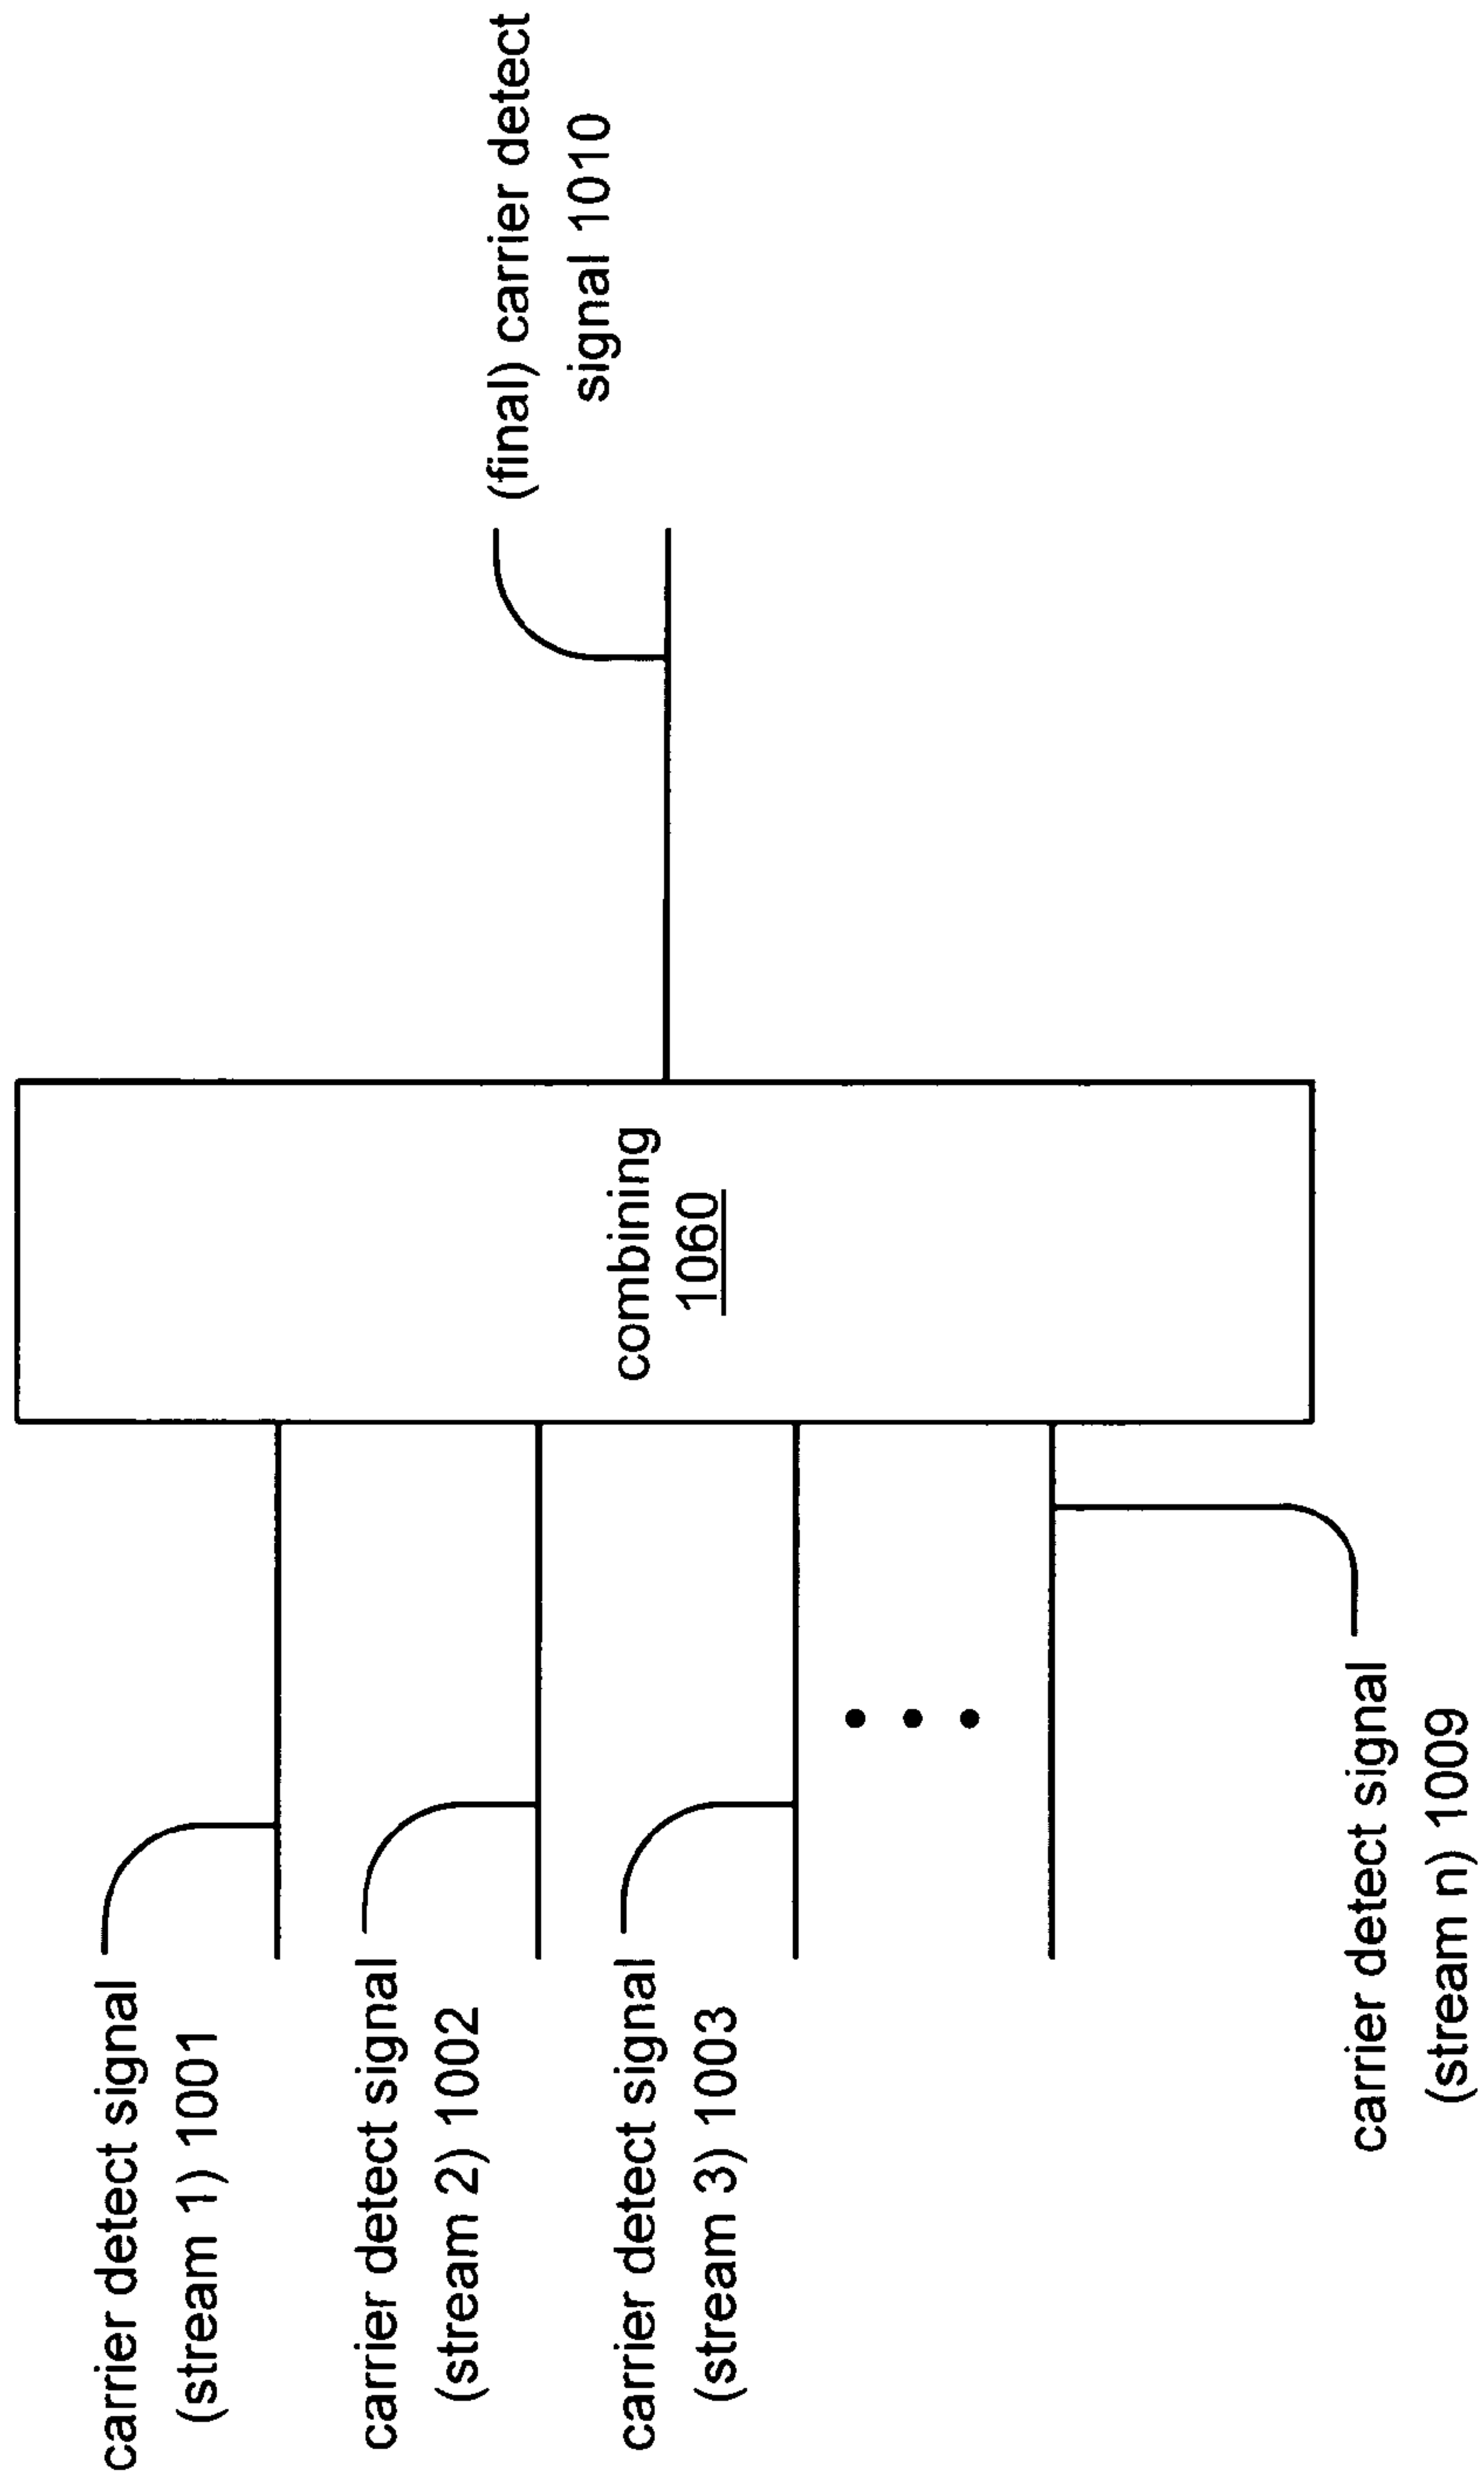 carrier detect signal
(stream 1) 1001
carrier detect signal
(stream 2) 1002
carrier detect signal
(stream 3) 1003
carrier detect signal
(stream n) 1009
combining
1060
(final) carrier detect
signal 1010